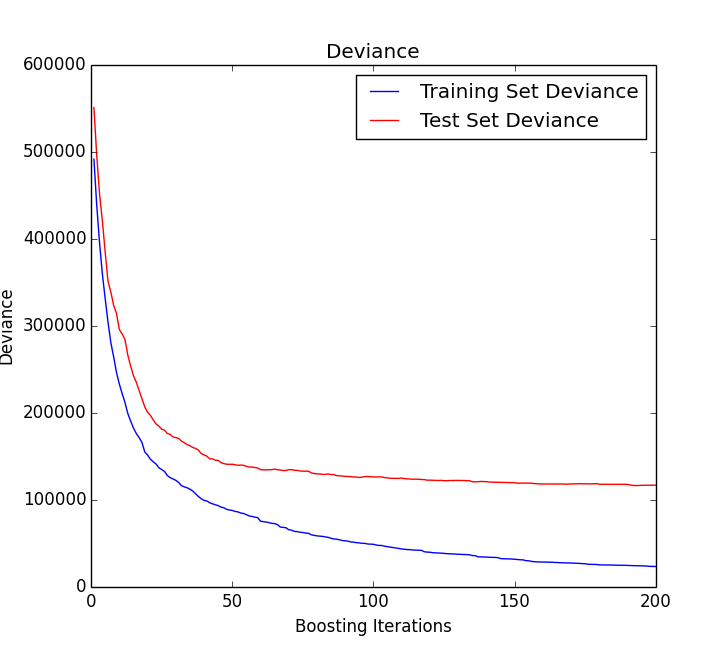 Deviance
600000
500000
400000
300000
200000
100000
0
Deviance
Training Set Deviance
Test Set Deviance
0 50 100 150 200
Boosting Iterations